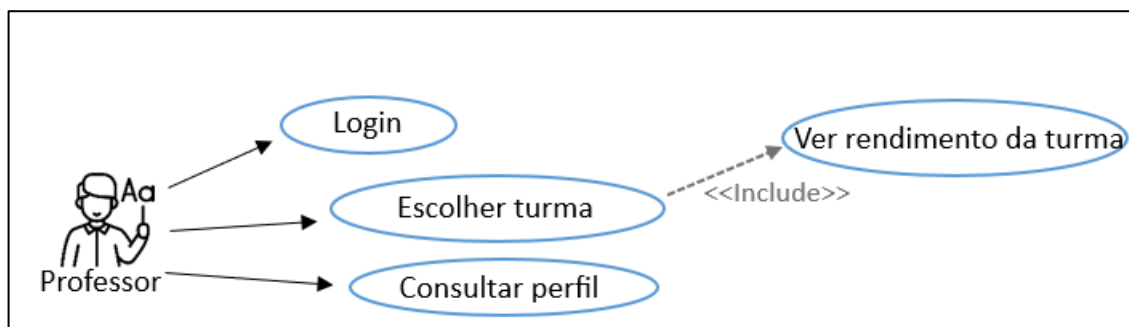 Login
Ver rendimento da turma
Aa
Escolher turma
<<Include>>
Professor
Consultar perfil